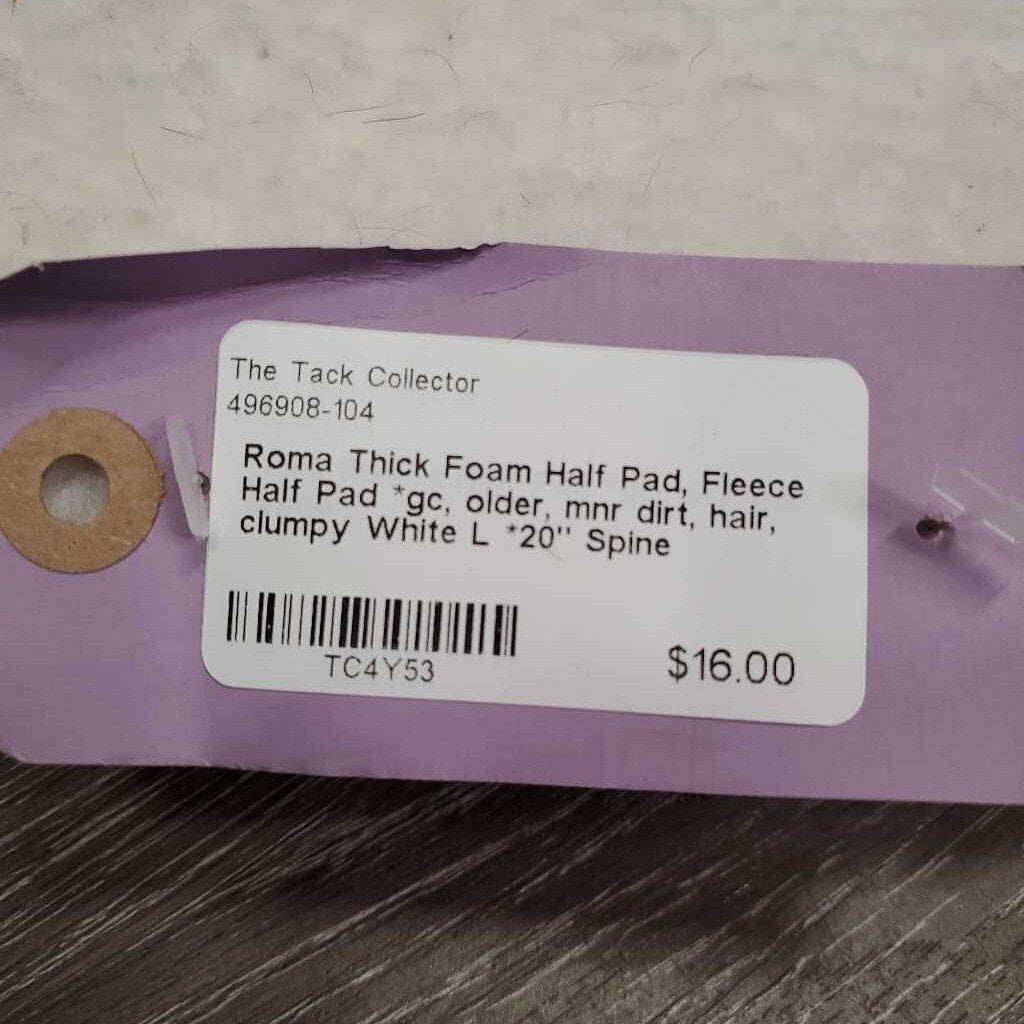 The Tack Collector
496908-104
Roma Thick Foam Half Pad, Fleece
Half Pad *gc, older, mnr dirt, hair,
clumpy White L *20" Spine
TC4Y53
$16.00